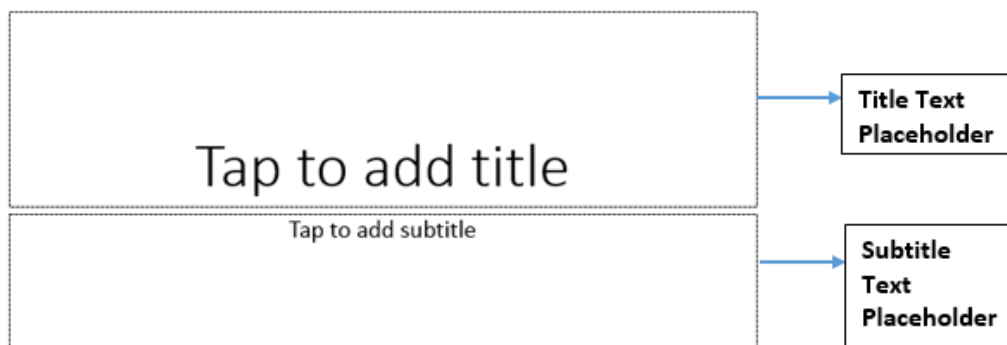 Tap to add title
Title Text
Placeholder
Tap to add subtitle
Subtitle
Text
Placeholder